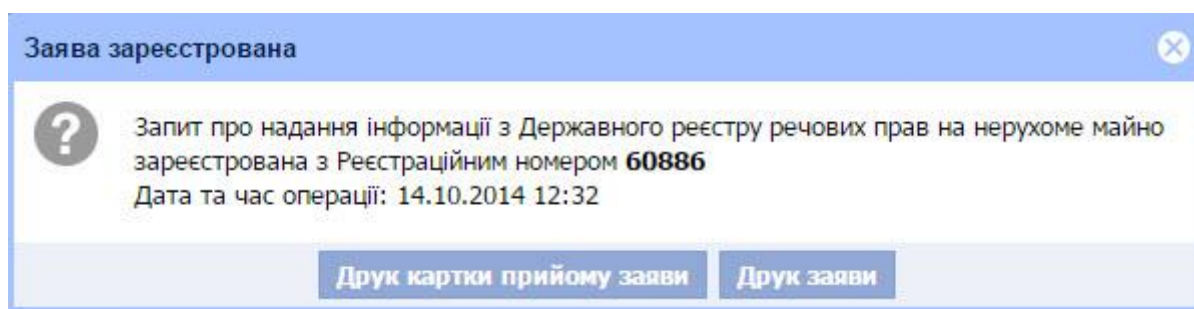 Заява зареєстрована
Запит про надання інформації з Державного реєстру речових прав на нерухоме майно
зареєстрована з Реєстраційним номером 60886
Дата та час операції: 14.10.2014 12:32
Друк картки прийому заяви Друк заяви